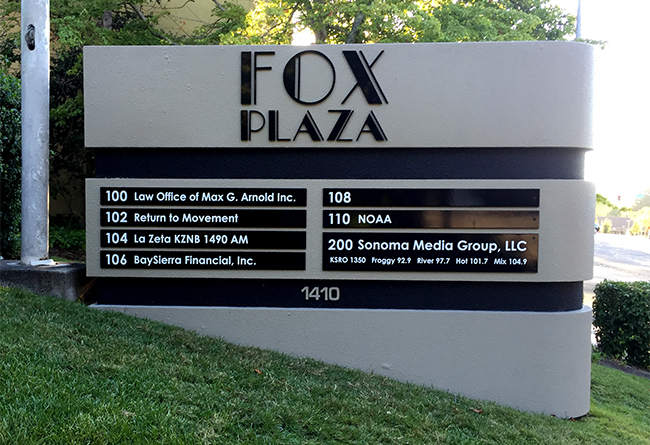 FOX
PLAZA
100 Law Office of Max G. Arnold Inc.
102 Return to Movement
104 La Zeta KZNB 1490 AM
106 BaySierra Financial, Inc.
108
110 NOAA
200 Sonoma Media Group, LLC
KSRO 1350 Froggy 92.9 River 97.7 Hot 101.7 Mix 104.9
1410